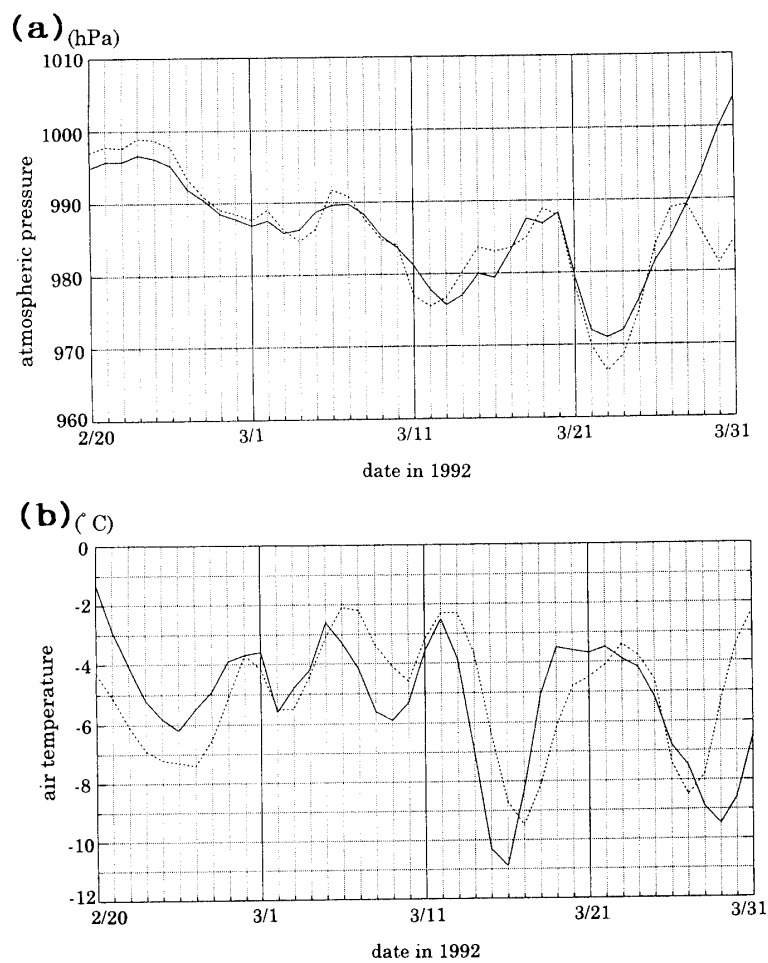 (a) (hPa)
1010
1000
990
980
970
960
atmospheric pressure
2/20 3/1 3/11 3/21 3/31
date in 1992
(b) (°C)
0
-2
-4
-6
-8
-10
-12
air temperature
2/20 3/1 3/11 3/21 3/31
date in 1992